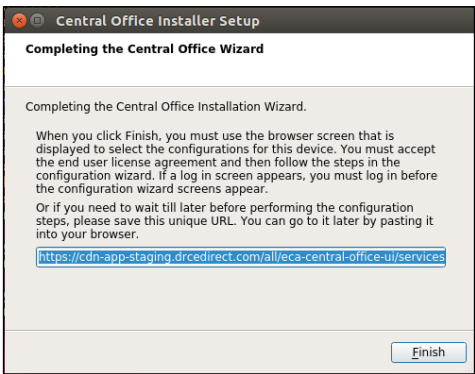 Central Office Installer Setup
Completing the Central Office Wizard
Completing the Central Office Installation Wizard.
When you click Finish, you must use the browser screen that is
displayed to select the configurations for this device. You must accept
the end user license agreement and then follow the steps in the
configuration wizard. If a log in screen appears, you must log in before
the configuration wizard screens appear.
Or if you need to wait till later before performing the configuration
steps, please save this unique URL. You can go to it later by pasting it
into your browser.
https://cdn-app-staging.drcedirect.com/all/eca-central-office-ui/services
Finish